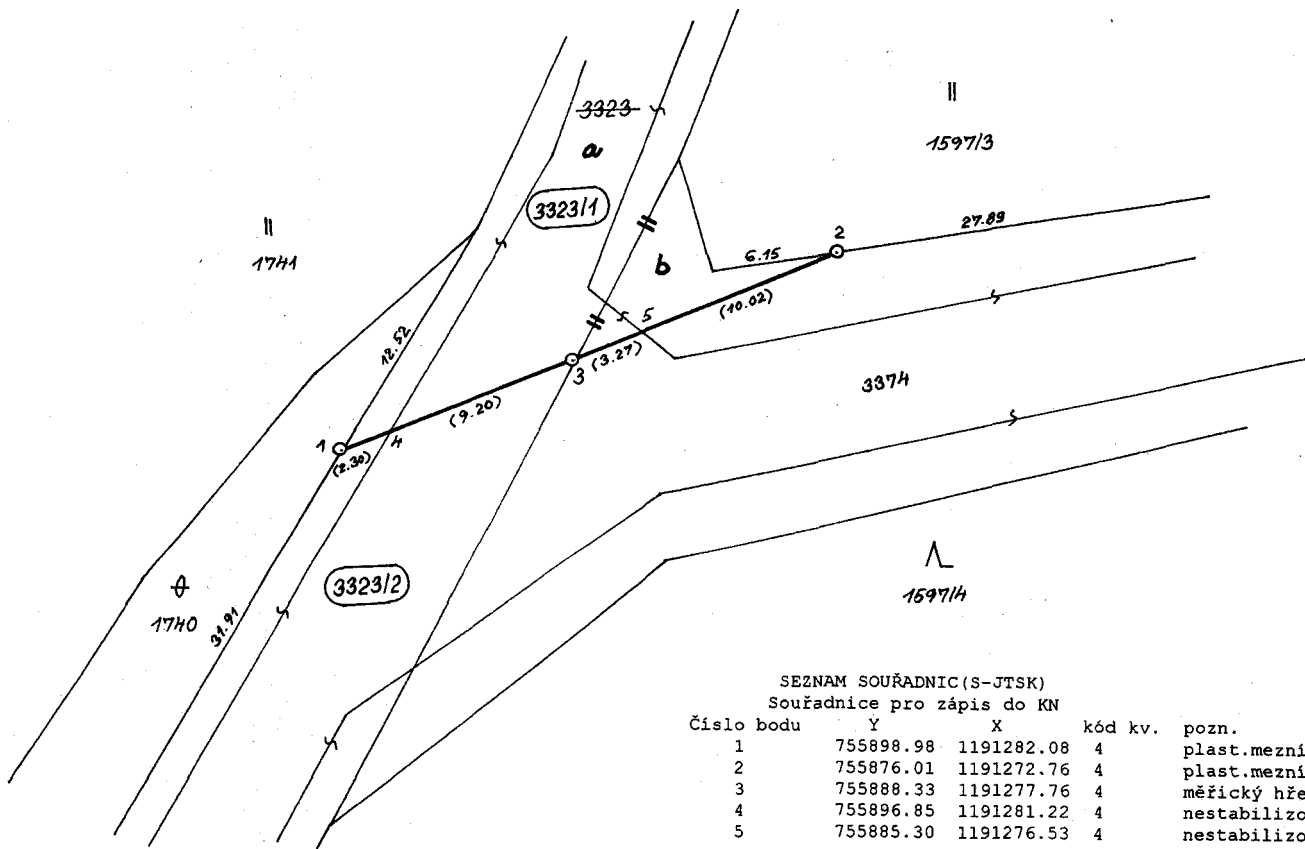 3323
a
1597/3
3323/1
1741
2
27.89
6.15
b
12.52
5
(10.02)
(3.27)
3
3374
(9.20)
1
4
(2.30)
3323/2
1740
31.91
1597/4
SEZNAM SOUŘADNIC(S-JTSK)
Souřadnice pro zápis do KN
Číslo bodu Y X kód kv. pozn.
1 755898.98 1191282.08 4 plast.mezní
2 755876.01 1191272.76 4 plast.mezní
3 755888.33 1191277.76 4 měřický hře
4 755896.85 1191281.22 4 nestabilizo
5 755885.30 1191276.53 4 nestabilizo